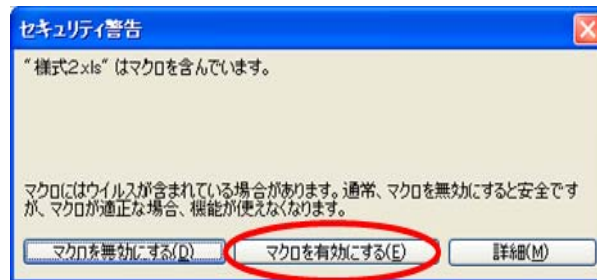 セキュリティ警告
"様式2.xls" はマクロを含んでいます。
マクロにはウイルスが含まれている場合があります。通常、マクロを無効にすると安全です
が、マクロが適正な場合、機能が使えなくなります。
マクロを無効にする(D)
マクロを有効にする(E)
詳細(M)